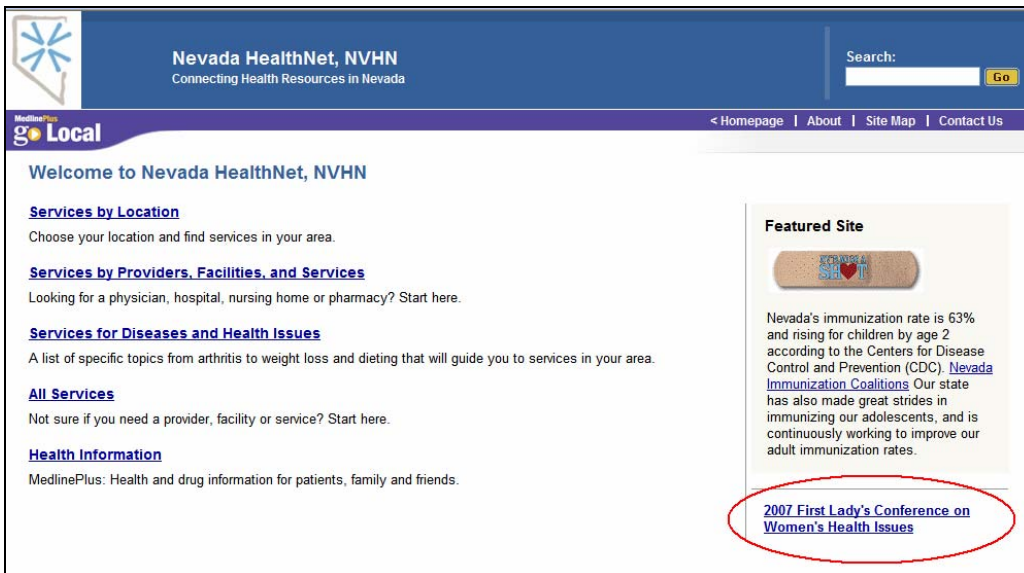 Nevada HealthNet, NVHN
Connecting Health Resources in Nevada
Search:
Go
MedlinePlus
go Local
< Homepage | About | Site Map | Contact Us
Welcome to Nevada HealthNet, NVHN
Services by Location
Choose your location and find services in your area.
Services by Providers, Facilities, and Services
Looking for a physician, hospital, nursing home or pharmacy? Start here.
Services for Diseases and Health Issues
A list of specific topics from arthritis to weight loss and dieting that will guide you to services in your area.
All Services
Not sure if you need a provider, facility or service? Start here.
Health Information
MedlinePlus: Health and drug information for patients, family and friends.
Featured Site
SH T
Nevada's immunization rate is 63%
and rising for children by age 2
according to the Centers for Disease
Control and Prevention (CDC). Nevada
Immunization Coalitions Our state
has also made great strides in
immunizing our adolescents, and is
continuously working to improve our
adult immunization rates.
2007 First Lady's Conference on
Women's Health Issues